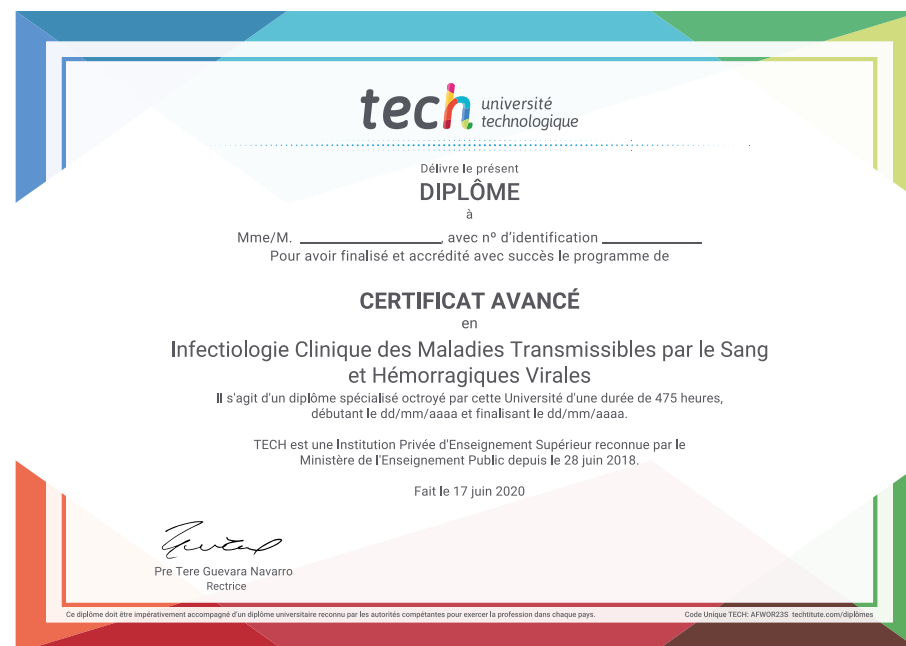 tech université
technologique
Délivre le présent
DIPLÔME
à
Mme/M. ____________________, avec nº d'identification ______________
Pour avoir finalisé et accrédité avec succès le programme de
CERTIFICAT AVANCÉ
en
Infectiologie Clinique des Maladies Transmissibles par le Sang
et Hémorragiques Virales
Il s'agit d'un diplôme spécialisé octroyé par cette Université d'une durée de 475 heures,
débutant le dd/mm/aaaa et finalisant le dd/mm/aaaa.
TECH est une Institution Privée d'Enseignement Supérieur reconnue par le
Ministère de l'Enseignement Public depuis le 28 juin 2018.
Fait le 17 juin 2020
Pre Tere Guevara Navarro
Rectrice
Ce diplôme doit être impérativement accompagné d'un diplôme universitaire reconnu par les autorités compétentes pour exercer la profession dans chaque pays.
Code Unique TECH: AFWOR23S techtitute.com/diplômes